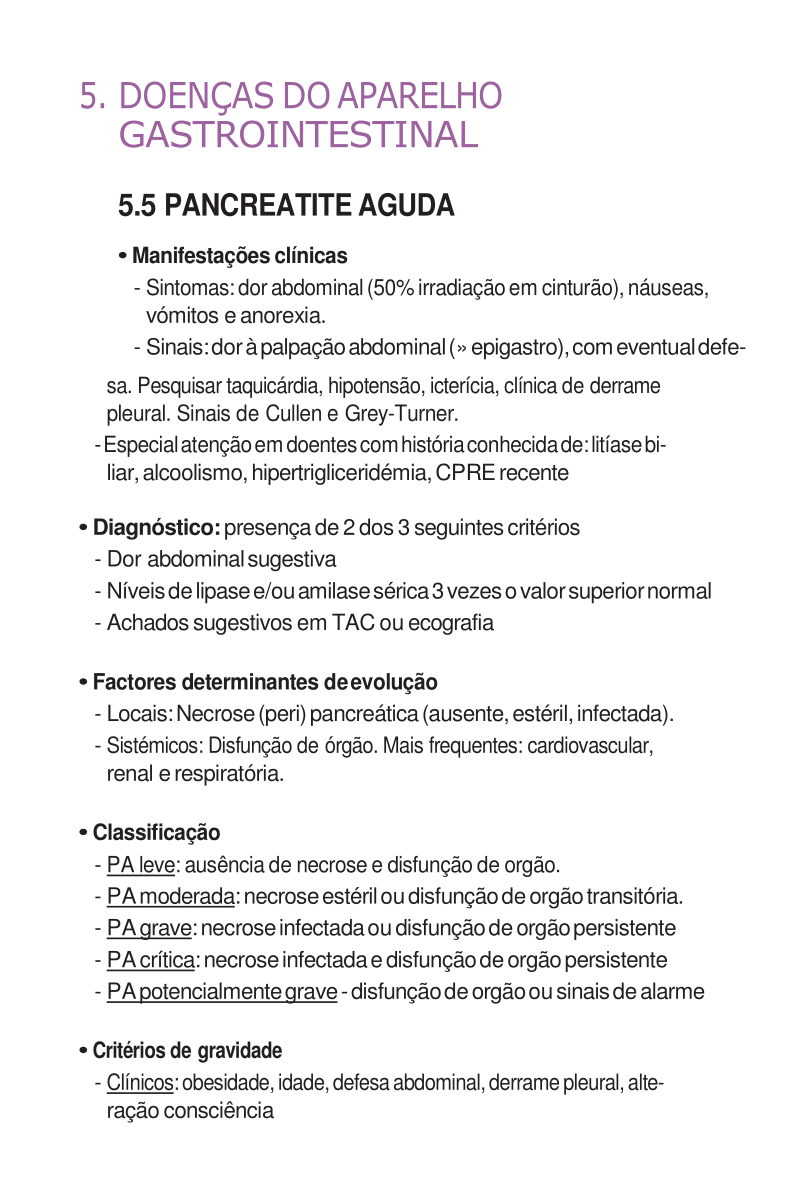 5. DOENÇAS DO APARELHO
GASTROINTESTINAL
5.5 PANCREATITE AGUDA
• Manifestações clínicas
- Sintomas: dor abdominal (50% irradiação em cinturão), náuseas,
vómitos e anorexia.
- Sinais: dor à palpação abdominal (» epigastro), com eventual defe-
sa. Pesquisar taquicárdia, hipotensão, icterícia, clínica de derrame
pleural. Sinais de Cullen e Grey-Turner.
- Especial atenção em doentes com história conhecida de: litíase bi-
liar, alcoolismo, hipertrigliceridémia, CPRE recente
• Diagnóstico: presença de 2 dos 3 seguintes critérios
- Dor abdominal sugestiva
- Níveis de lipase e/ou amilase sérica 3 vezes o valor superior normal
- Achados sugestivos em TAC ou ecografia
• Factores determinantes de evolução
- Locais: Necrose (peri) pancreática (ausente, estéril, infectada).
- Sistémicos: Disfunção de órgão. Mais frequentes: cardiovascular,
renal e respiratória.
• Classificação
- PA leve: ausência de necrose e disfunção de orgão.
- PA moderada: necrose estéril ou disfunção de orgão transitória.
- PA grave: necrose infectada ou disfunção de orgão persistente
- PA crítica: necrose infectada e disfunção de orgão persistente
- PA potencialmente grave - disfunção de orgão ou sinais de alarme
• Critérios de gravidade
- Clínicos: obesidade, idade, defesa abdominal, derrame pleural, alte-
ração consciência